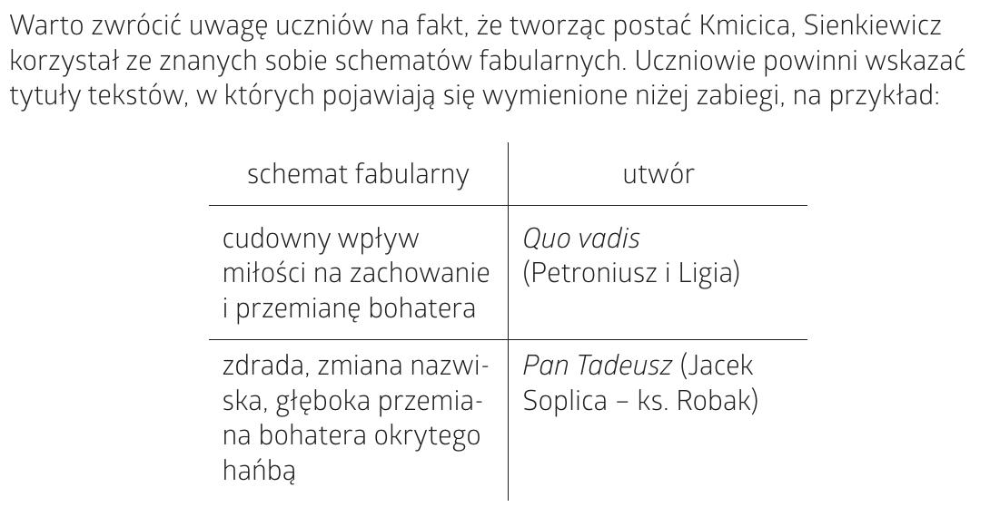 Warto zwrócić uwagę uczniów na fakt, że tworząc postać Kmicica, Sienkiewicz
korzystał ze znanych sobie schematów fabularnych. Uczniowie powinni wskazać
tytuły tekstów, w których pojawiają się wymienione niżej zabiegi, na przykład:
schemat fabularny
utwór
cudowny wpływ
miłości na zachowanie
i przemianę bohatera
Quo vadis
(Petroniusz i Ligia)
zdrada, zmiana nazwi-
ska, głęboka przemia-
na bohatera okrytego
hańbą
Pan Tadeusz (Jacek
Soplica – ks. Robak)